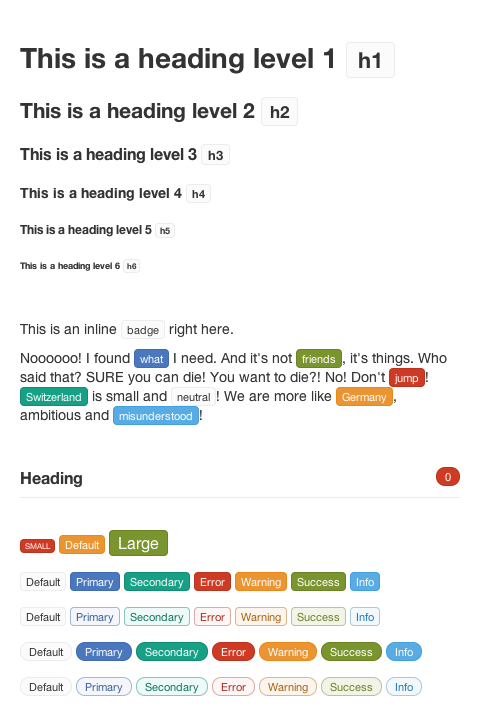 This is a heading level 1 h1
This is a heading level 2 h2
This is a heading level 3 h3
This is a heading level 4 h4
This is a heading level 5 h5
This is a heading level 6 h6
This is an inline badge right here.
Noooooo! I found what I need. And it's not friends, it's things. Who
said that? SURE you can die! You want to die?! No! Don't jump!
Switzerland is small and neutral! We are more like Germany,
ambitious and misunderstood!
Heading 0
SMALL Default Large
Default Primary Secondary Error Warning Success Info
Default Primary Secondary Error Warning Success Info
Default Primary Secondary Error Warning Success Info
Default Primary Secondary Error Warning Success Info